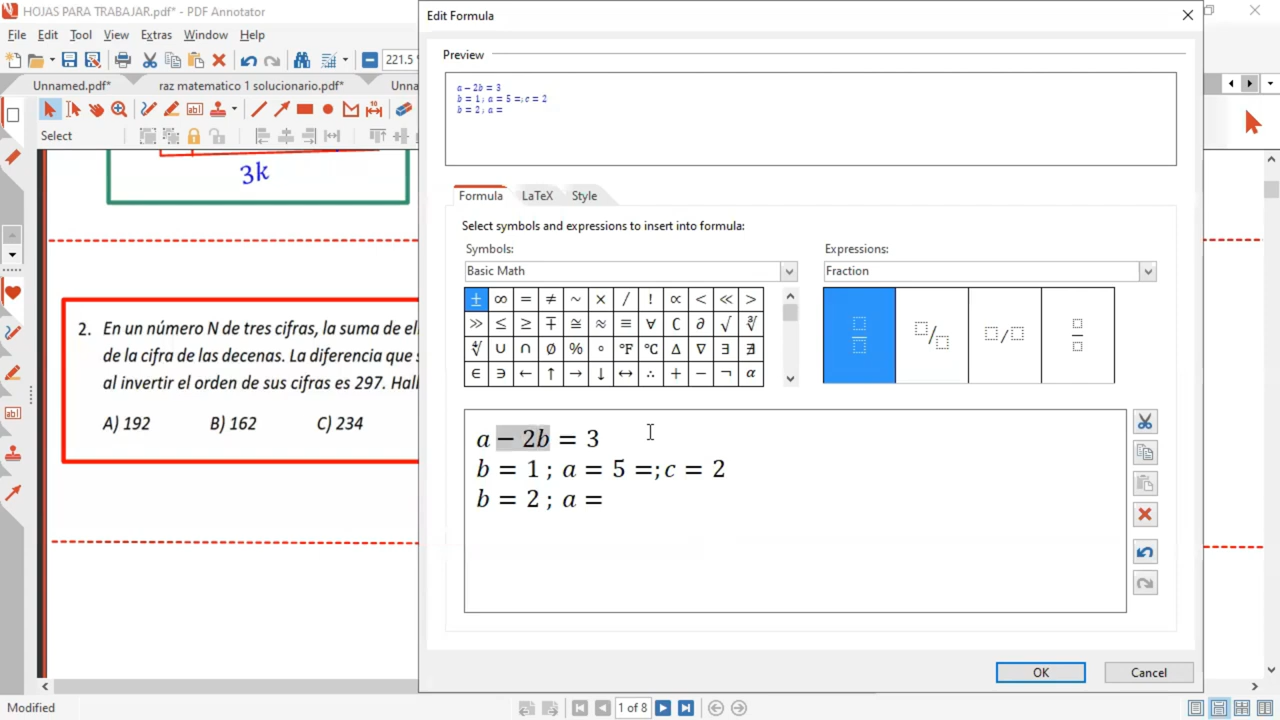 HOJAS PARA TRABAJAR.pdf* - PDF Annotator
File Edit Tool View Extras Window Help
221.5
Unnamed.pdf* raz matematico 1 solucionario.pdf* Unna
Select
3k
2. En un número N de tres cifras, la suma de el
de la cifra de las decenas. La diferencia que
al invertir el orden de sus cifras es 297. Hall
A) 192 B) 162 C) 234
Edit Formula
Preview
a − 2b = 3
b = 1; a = 5 =; c = 2
b = 2; a =
Formula LaTeX Style
Select symbols and expressions to insert into formula:
Symbols: Expressions:
Basic Math Fraction
± ∞ = ≠ ~ × / ! ∝ < ≪ >
≫ ≤ ≥ ∓ ≅ ≈ ≡ ∀ ∁ ∂ √ ∛
∜ ∪ ∩ ∅ % ° °F °C ∆ ∇ ∃ ∄
∈ ∋ ← ↑ → ↓ ↔ ∴ + − ¬ α
a − 2b = 3
b = 1 ; a = 5 =; c = 2
b = 2 ; a =
OK Cancel
Modified 1 of 8